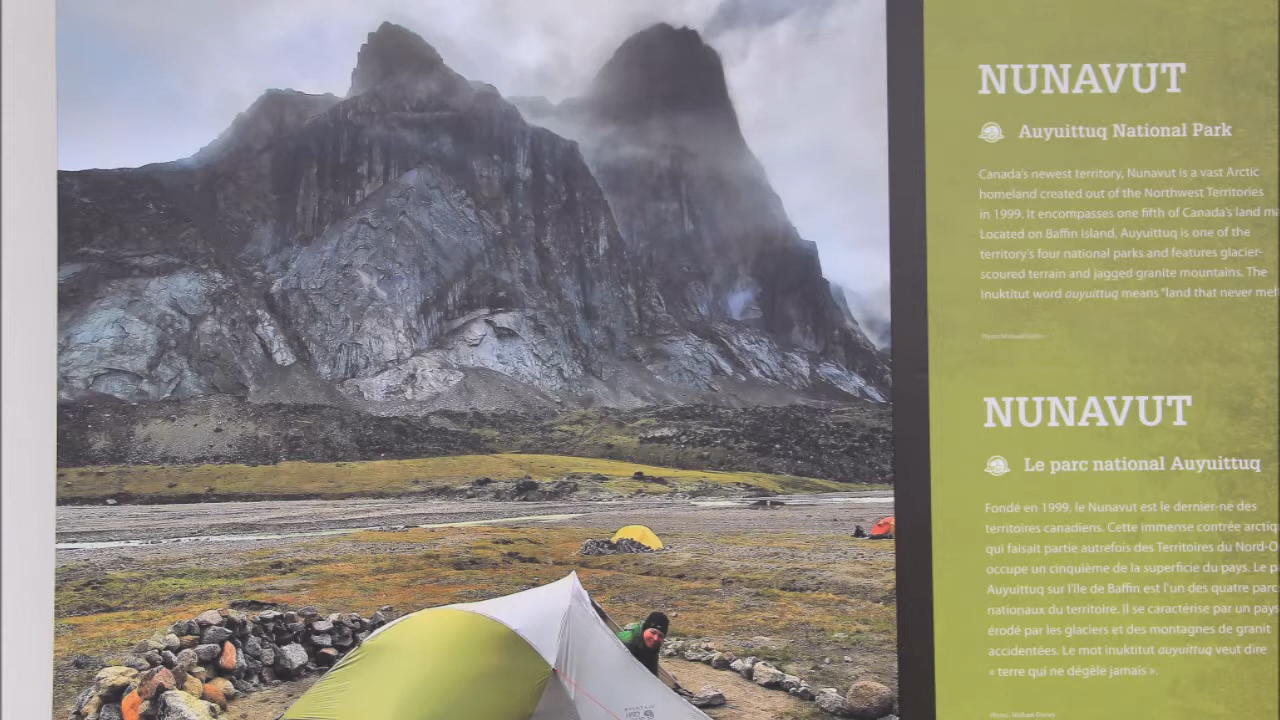 NUNAVUT
Auyuittuq National Park
Canada's newest territory, Nunavut is a vast Arctic
homeland created out of the Northwest Territories
in 1999. It encompasses one fifth of Canada's land
Located on Baffin Island, Auyuittuq is one of the
territory's four national parks and features glacier-
scoured terrain and jagged granite mountains. The
Inuktitut word auyuittuq means "land that never
NUNAVUT
Le parc national Auyuittuq
Fondé en 1999, le Nunavut est le dernier-né des
territoires canadiens. Cette immense contrée
qui faisait partie autrefois des Territoires du
occupe un cinquième de la superficie du pays. Le
Auyuittuq sur l'île de Baffin est l'un des quatre parc
nationaux du territoire. Il se caractérise par un pays
érodé par les glaciers et des montagnes de granit
accidentées. Le mot inuktitut auyuittuq veut dire
« terre qui ne dégèle jamais ».